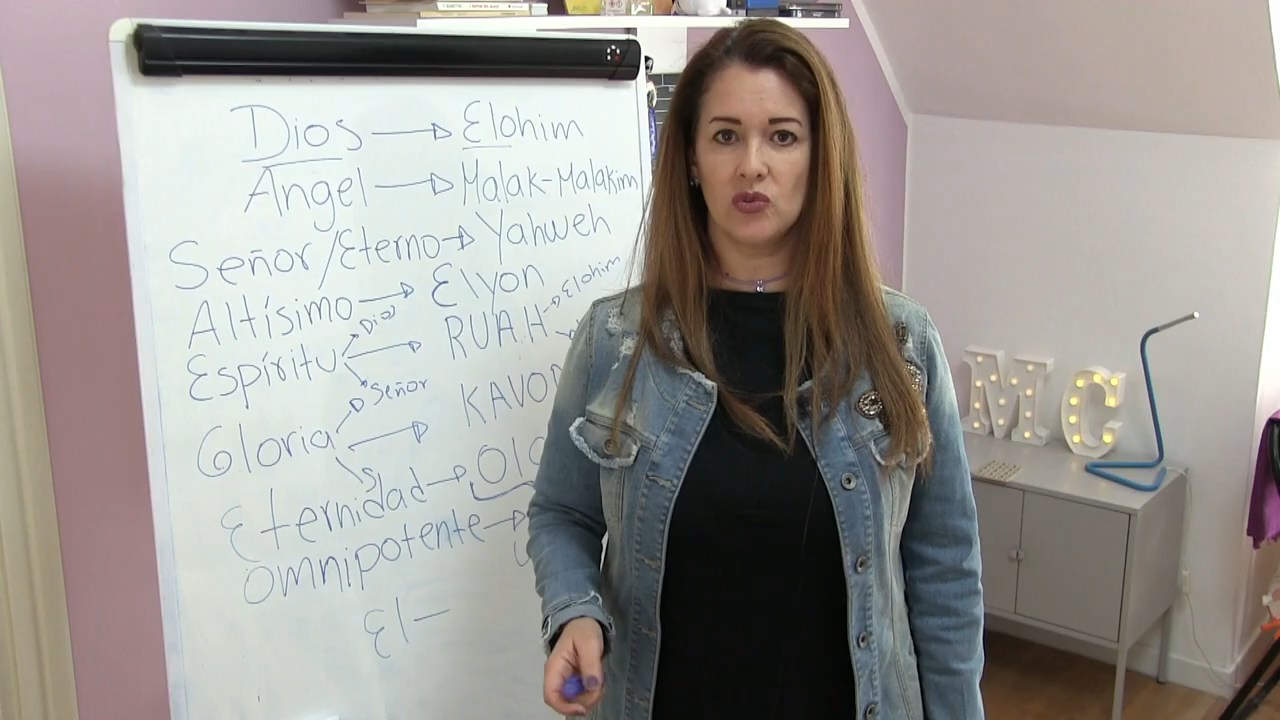 Dios → Elohim
Angel → Malak-Malakim
Señor/Eterno → Yahweh
Altísimo → Elyon
Espíritu → Dios → RUAH → Elohim
→ Señor
Gloria → KAVOD
Eternidad →
Omnipotente →
El-
MC